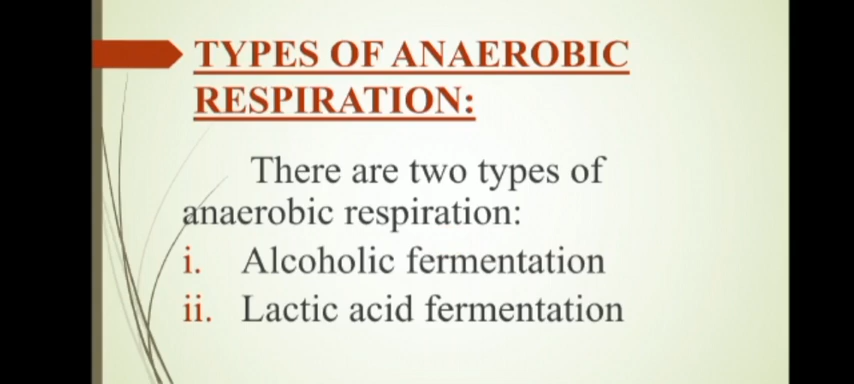 TYPES OF ANAEROBIC
RESPIRATION:
There are two types of
anaerobic respiration:
i. Alcoholic fermentation
ii. Lactic acid fermentation